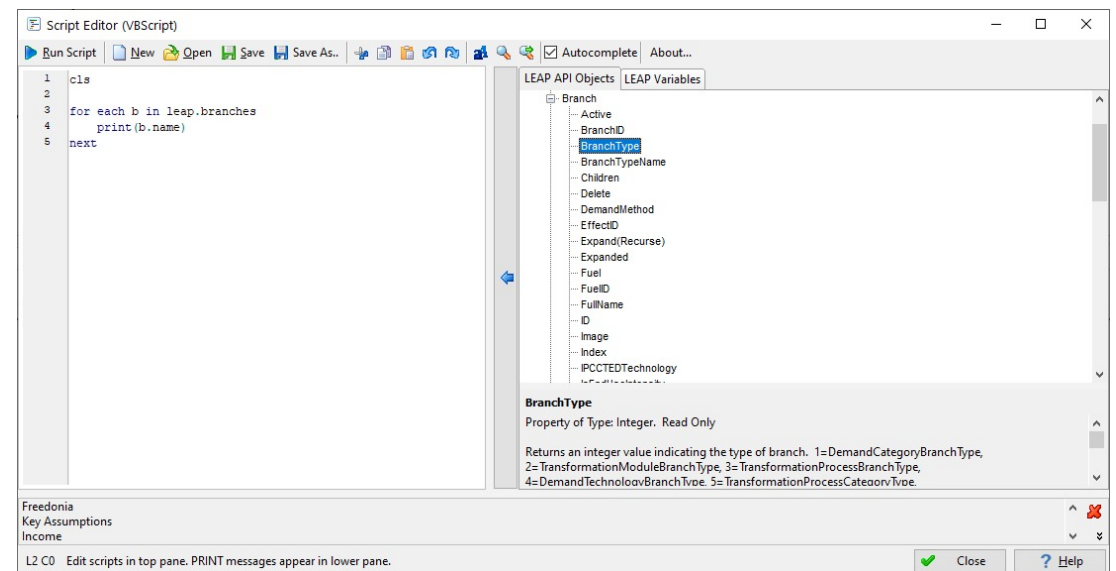 Script Editor (VBScript)
Run Script New Open Save Save As.. Autocomplete About...
1 cls
2
3 for each b in leap.branches
4 print(b.name)
5 next
LEAP API Objects LEAP Variables
Branch
Active
BranchID
BranchType
BranchTypeName
Children
Delete
DemandMethod
EffectID
Expand(Recurse)
Expanded
Fuel
FuelID
FullName
ID
Image
Index
IPCCTEDTechnology
BranchType
Property of Type: Integer. Read Only
Returns an integer value indicating the type of branch. 1=DemandCategoryBranchType,
2=TransformationModuleBranchType, 3=TransformationProcessBranchType,
4=DemandTechnologyBranchType, 5=TransformationProcessCategoryType,
Freedonia
Key Assumptions
Income
L2 C0 Edit scripts in top pane. PRINT messages appear in lower pane.
Close Help